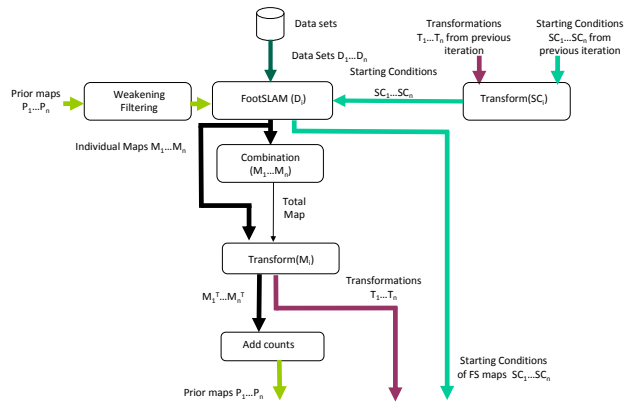 Data sets
Transformations
T1...Tn from previous
iteration
Starting Conditions
SC1...SCn from
previous iteration
Data Sets D1...Dn
Starting
Conditions
SC1...SCn
Prior maps
P1...Pn
Weakening
Filtering
FootSLAM (Di)
Transform(SCi)
Individual Maps M1...Mn
Combination
(M1...Mn)
Total
Map
Transform(Mi)
M1T...MnT
Transformations
T1...Tn
Add counts
Prior maps P1...Pn
Starting Conditions
of FS maps SC1...SCn